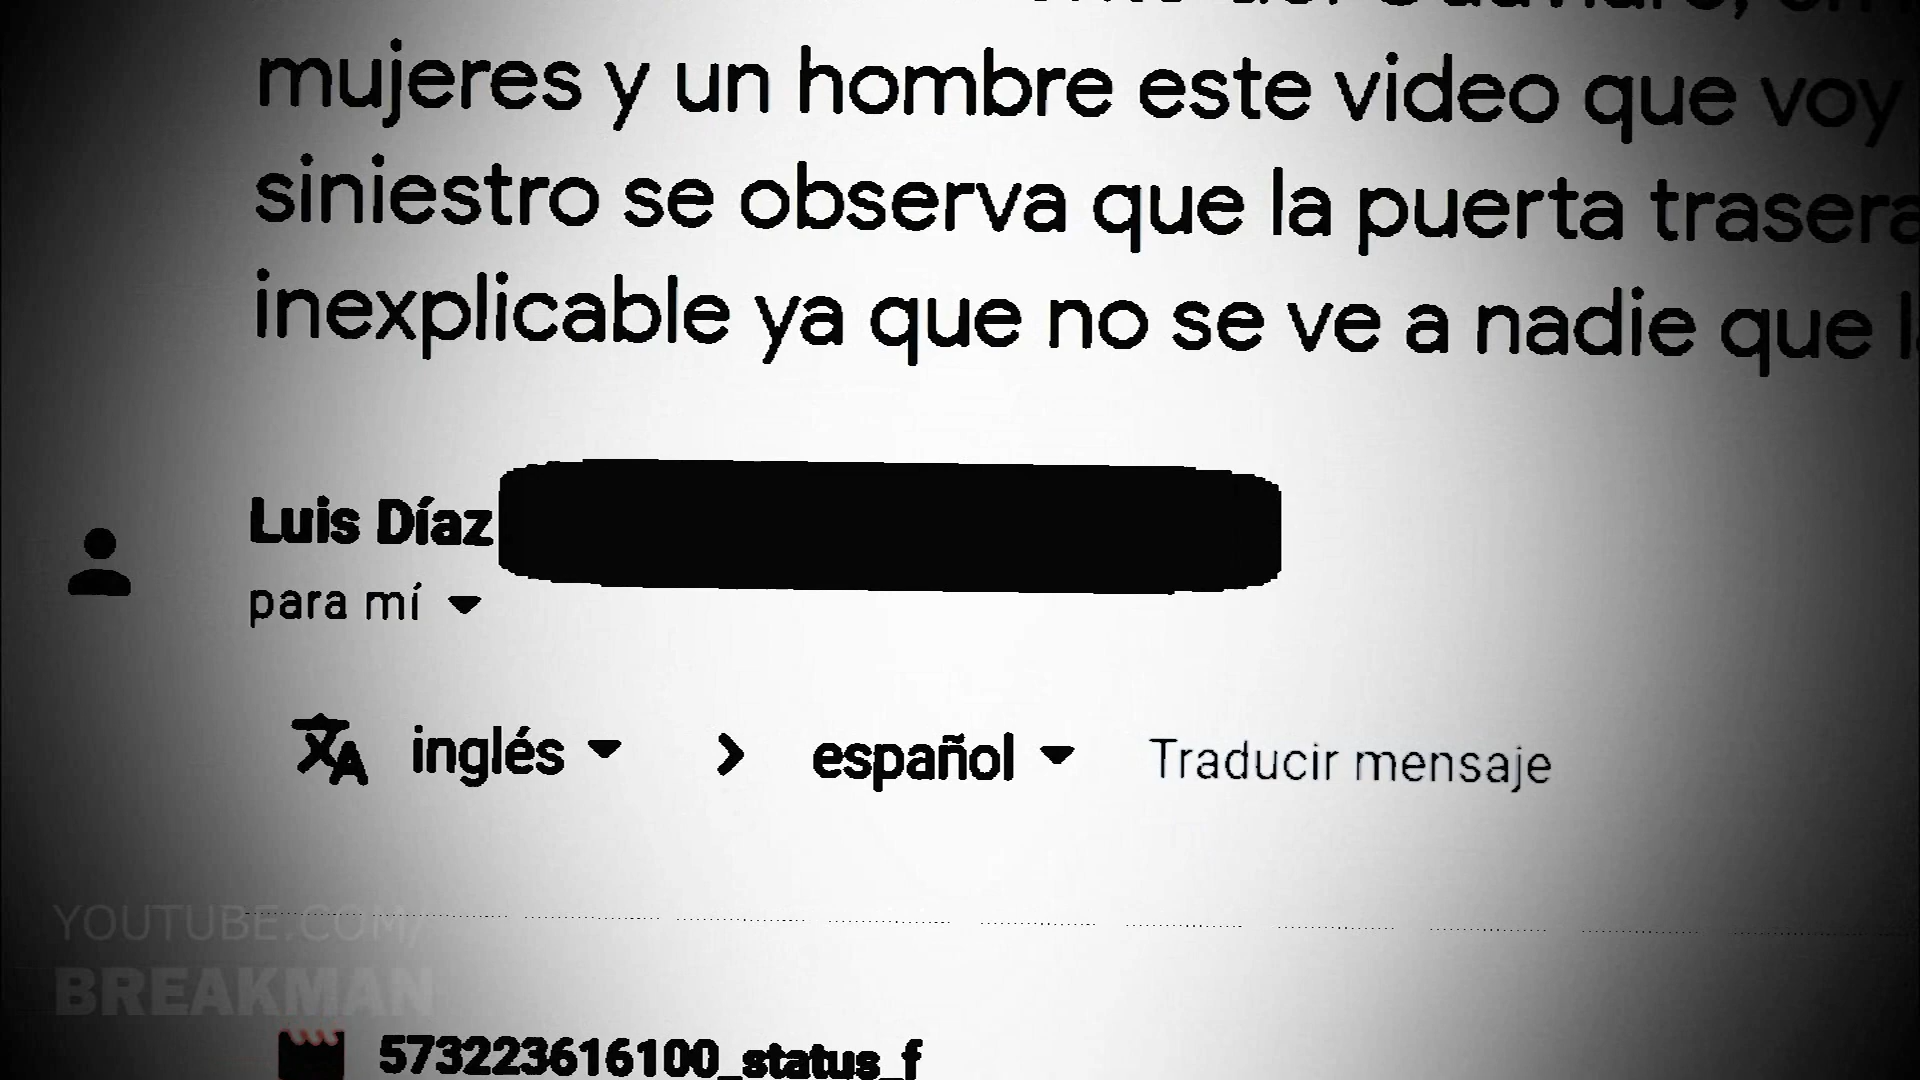 mujeres y un hombre este video que voy
siniestro se observa que la puerta trasera
inexplicable ya que no se ve a nadie que
Luis Díaz
para mí
inglés > español Traducir mensaje
YOUTUBE.COM/
BREAKMAN
573223616100_status_f